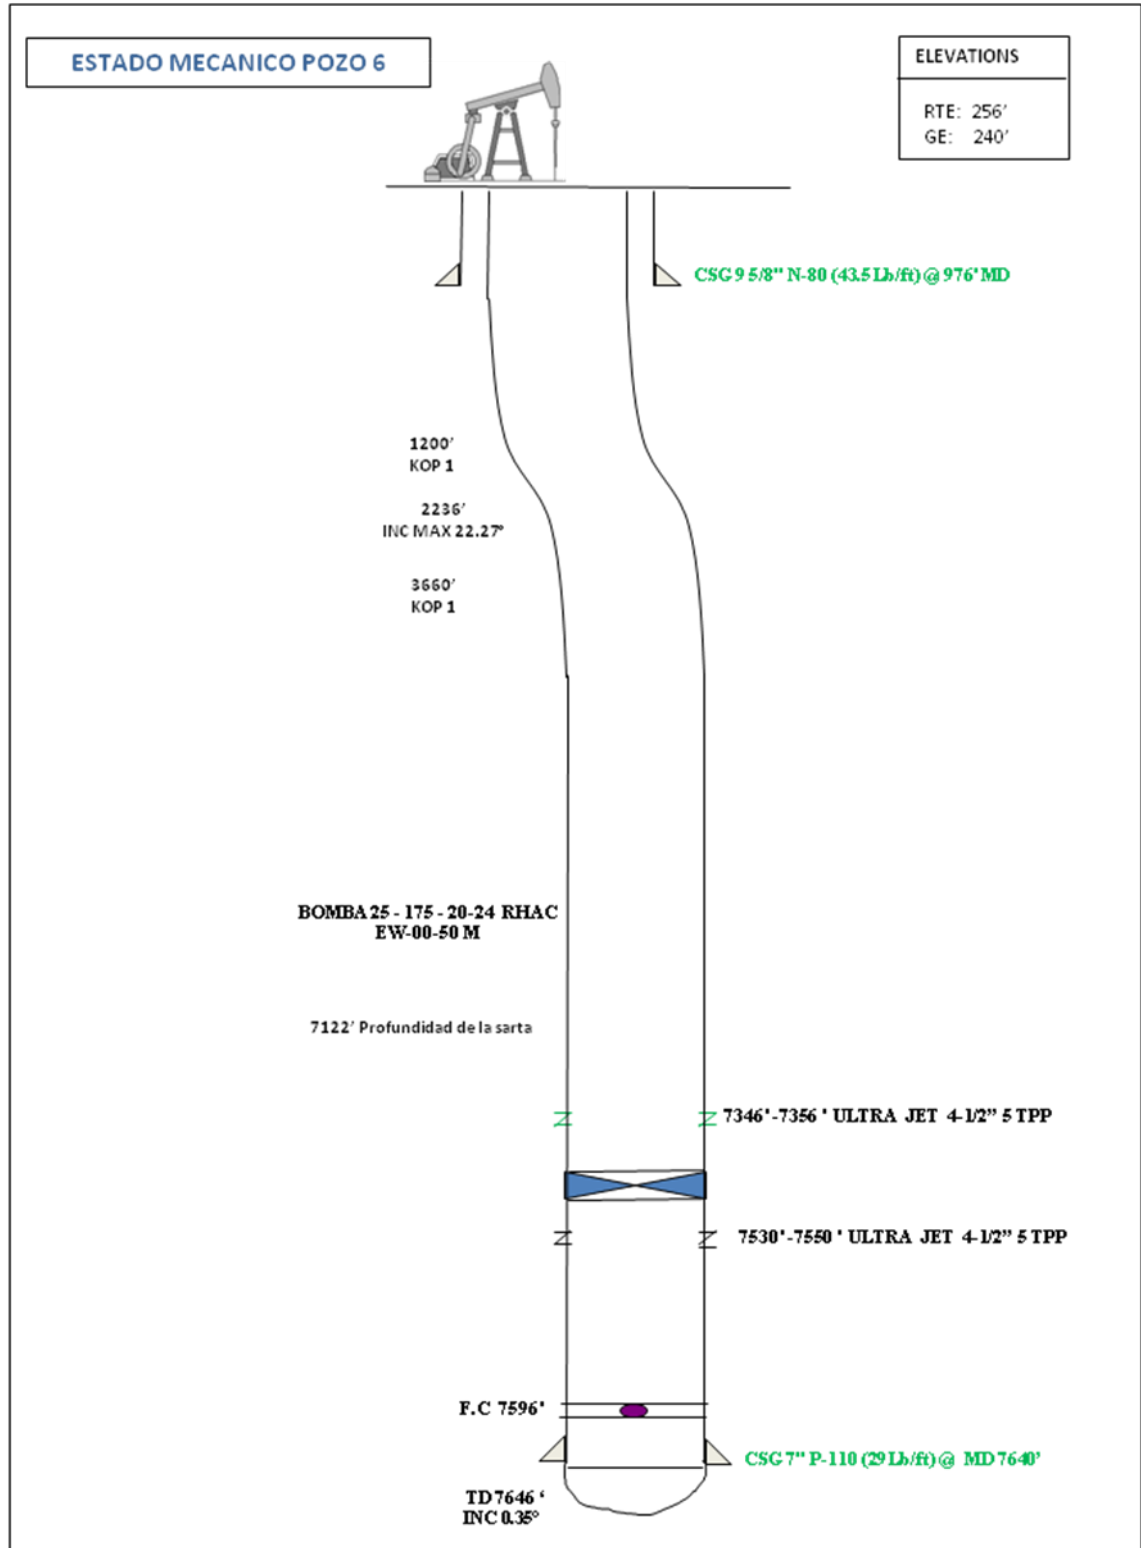 ESTADO MECANICO POZO 6
ELEVATIONS
RTE: 256'
GE: 240'
CSG 9 5/8" N-80 (43.5 Lb/ft) @ 976' MD
1200'
KOP 1
2236'
INC MAX 22.27°
3660'
KOP 1
BOMBA 25 - 175 - 20-24 RHAC
EW-00-50 M
7122' Profundidad de la sarta
7346'-7356' ULTRA JET 4-1/2" 5 TPP
7530'-7550' ULTRA JET 4-1/2" 5 TPP
F.C 7596'
CSG 7" P-110 (29 Lb/ft) @ MD 7640'
TD 7646'
INC 0.35°